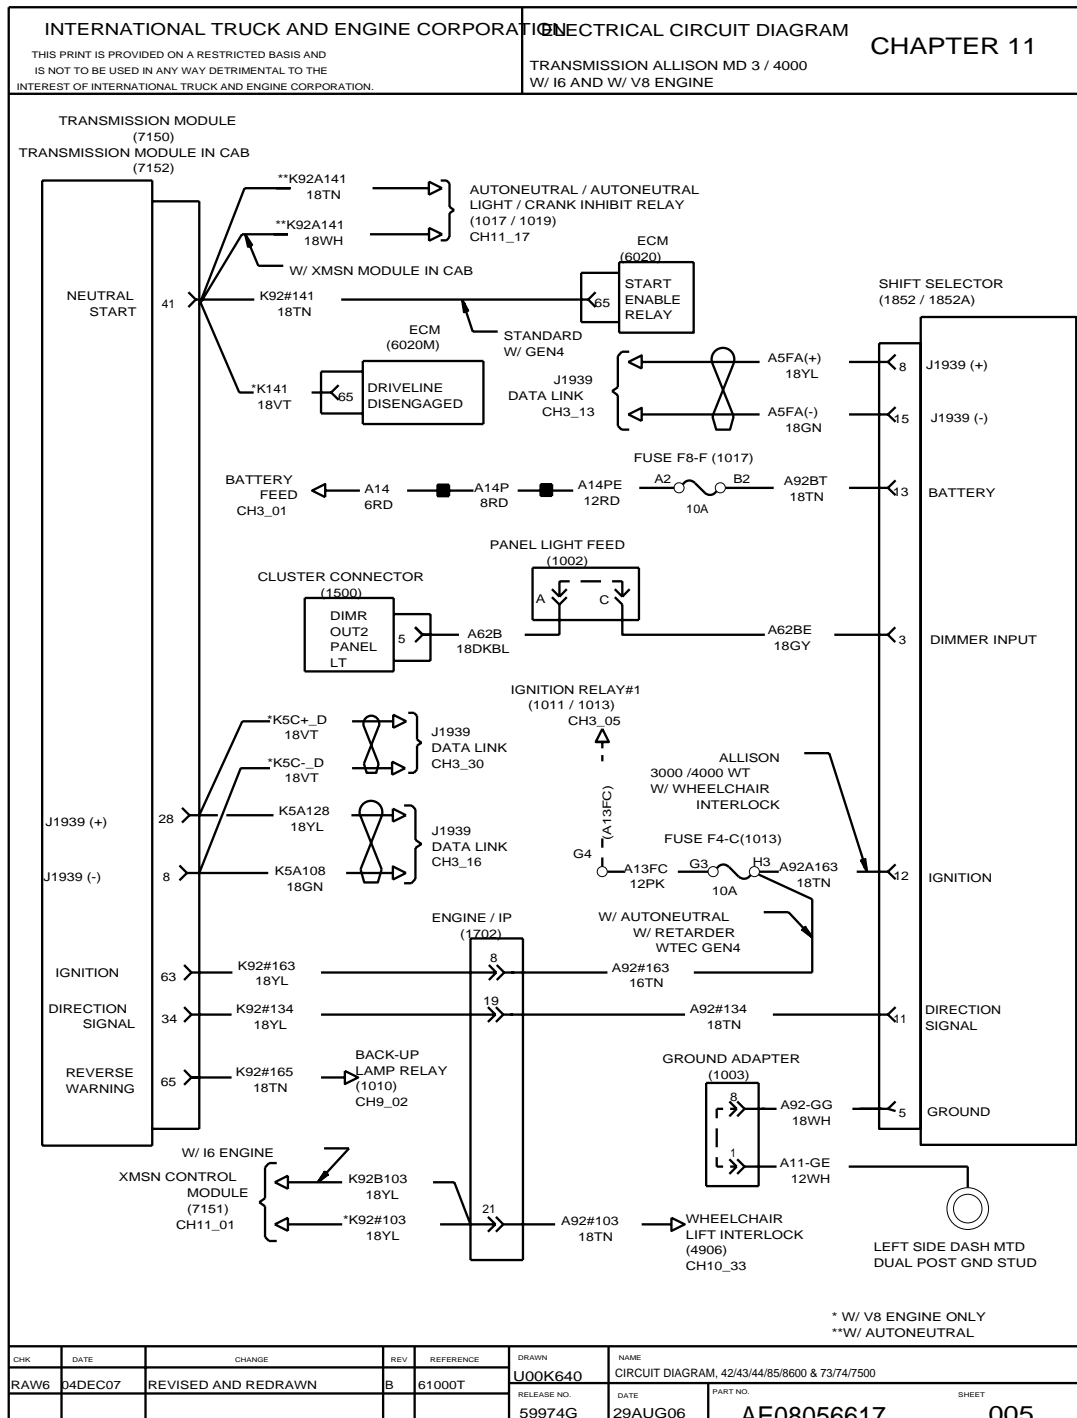 INTERNATIONAL TRUCK AND ENGINE CORPORATION
THIS PRINT IS PROVIDED ON A RESTRICTED BASIS AND
IS NOT TO BE USED IN ANY WAY DETRIMENTAL TO THE
INTEREST OF INTERNATIONAL TRUCK AND ENGINE CORPORATION.
ELECTRICAL CIRCUIT DIAGRAM
TRANSMISSION ALLISON MD 3 / 4000
W/ I6 AND W/ V8 ENGINE
CHAPTER 11
TRANSMISSION MODULE
(7150)
TRANSMISSION MODULE IN CAB
(7152)
**K92A141
18TN
**K92A141
18WH
AUTONEUTRAL / AUTONEUTRAL
LIGHT / CRANK INHIBIT RELAY
(1017 / 1019)
CH11_17
W/ XMSN MODULE IN CAB
NEUTRAL
START
41
K92#141
18TN
ECM
(6020)
65
START
ENABLE
RELAY
STANDARD
W/ GEN4
SHIFT SELECTOR
(1852 / 1852A)
ECM
(6020M)
*K141
18VT
65
DRIVELINE
DISENGAGED
J1939
DATA LINK
CH3_13
A5FA(+)
18YL
8
J1939 (+)
A5FA(-)
18GN
15
J1939 (-)
BATTERY
FEED
CH3_01
A14
6RD
A14P
8RD
A14PE
12RD
FUSE F8-F (1017)
A2
B2
10A
A92BT
18TN
13
BATTERY
PANEL LIGHT FEED
(1002)
A
C
CLUSTER CONNECTOR
(1500)
DIMR
OUT2
PANEL
LT
5
A62B
18DKBL
A62BE
18GY
3
DIMMER INPUT
IGNITION RELAY#1
(1011 / 1013)
CH3_05
*K5C+_D
18VT
*K5C-_D
18VT
J1939
DATA LINK
CH3_30
ALLISON
3000 /4000 WT
W/ WHEELCHAIR
INTERLOCK
(A13FC)
J1939 (+)
28
K5A128
18YL
J1939
DATA LINK
CH3_16
J1939 (-)
8
K5A108
18GN
FUSE F4-C(1013)
G4
A13FC
12PK
G3
H3
10A
A92A163
18TN
12
IGNITION
W/ AUTONEUTRAL
W/ RETARDER
WTEC GEN4
ENGINE / IP
(1702)
IGNITION
63
K92#163
18YL
8
A92#163
16TN
DIRECTION
SIGNAL
34
K92#134
18YL
19
A92#134
18TN
11
DIRECTION
SIGNAL
REVERSE
WARNING
65
K92#165
18TN
BACK-UP
LAMP RELAY
(1010)
CH9_02
GROUND ADAPTER
(1003)
8
A92-GG
18WH
5
GROUND
1
A11-GE
12WH
W/ I6 ENGINE
XMSN CONTROL
MODULE
(7151)
CH11_01
K92B103
18YL
*K92#103
18YL
21
A92#103
18TN
WHEELCHAIR
LIFT INTERLOCK
(4906)
CH10_33
LEFT SIDE DASH MTD
DUAL POST GND STUD
* W/ V8 ENGINE ONLY
**W/ AUTONEUTRAL
CHK DATE CHANGE REV REFERENCE
RAW6 04DEC07 REVISED AND REDRAWN B 61000T
DRAWN
U00K640
NAME
CIRCUIT DIAGRAM, 42/43/44/85/8600 & 73/74/7500
RELEASE NO.
59974G
DATE
29AUG06
PART NO.
AE08056617
SHEET
005